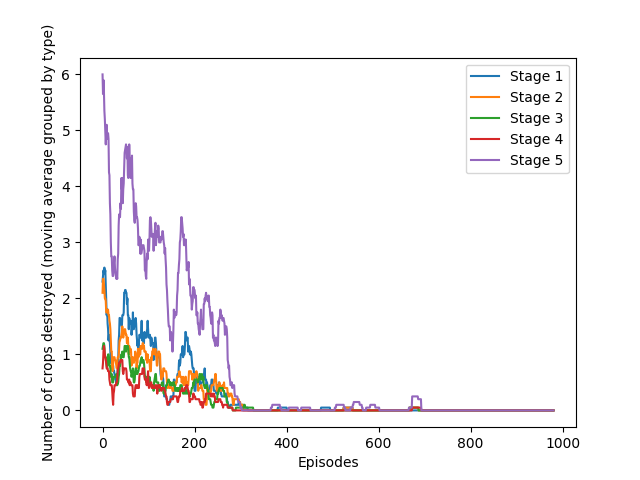 Number of crops destroyed (moving average grouped by type)
6
5
4
3
2
1
0
0
200
400
600
800
1000
Episodes
Stage 1
Stage 2
Stage 3
Stage 4
Stage 5